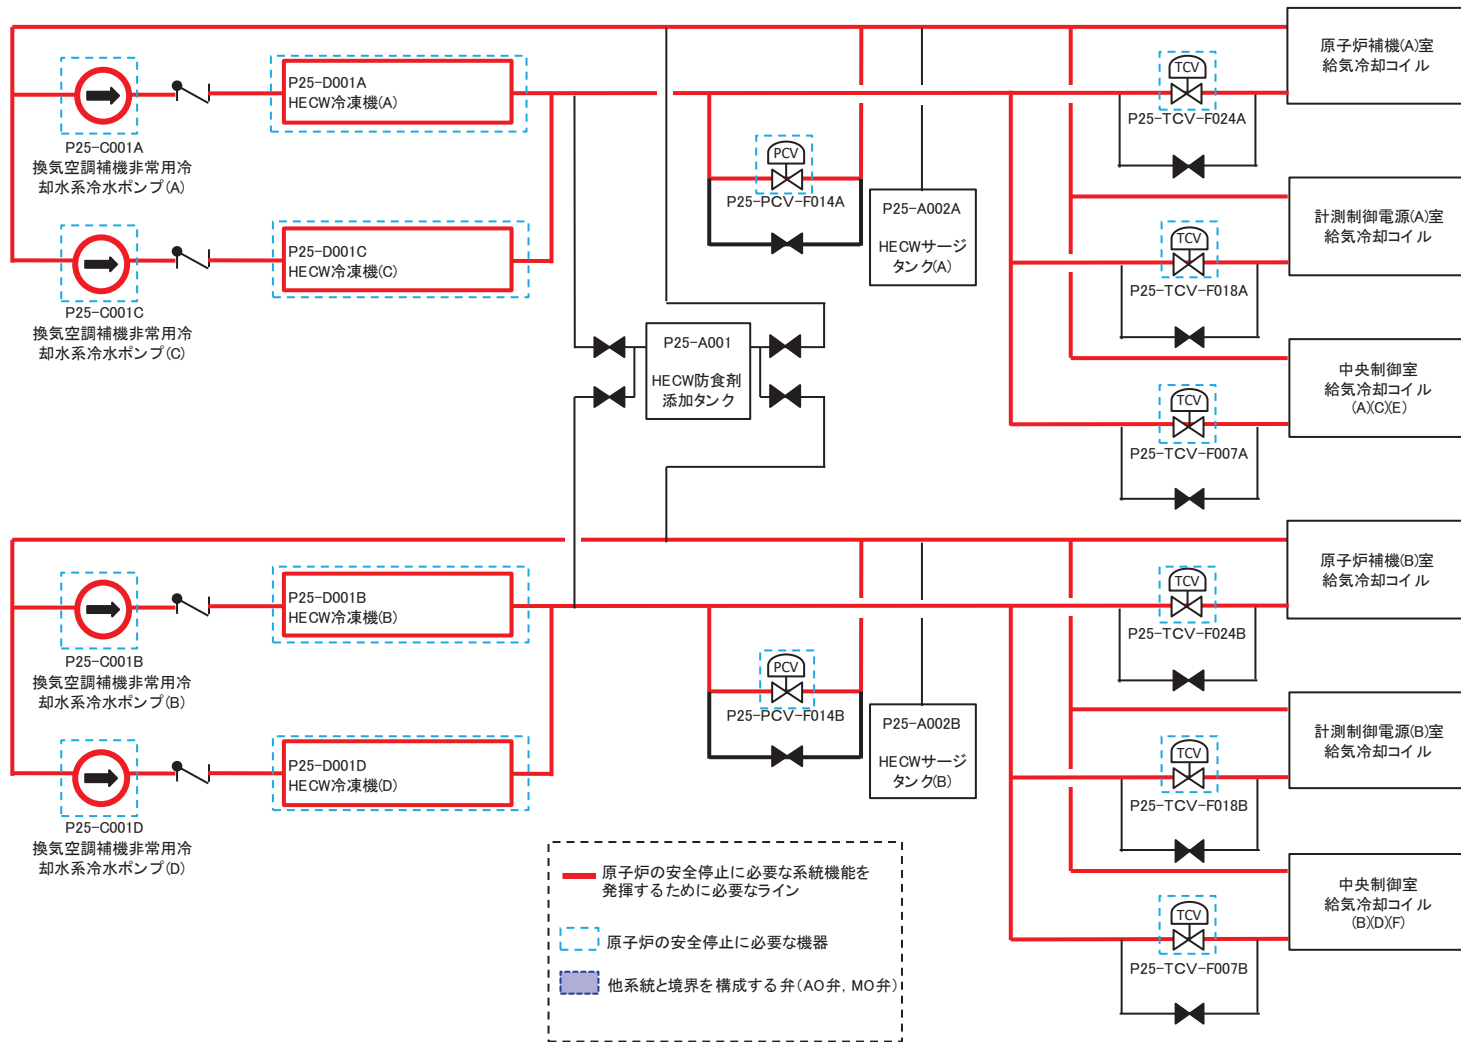 原子炉補機(A)室
給気冷却コイル
TCV
P25-TCV-F024A
P25-D001A
HECW冷凍機(A)
P25-C001A
換気空調補機非常用冷
却水系冷水ポンプ(A)
PCV
P25-PCV-F014A
P25-A002A
HECWサージ
タンク(A)
計測制御電源(A)室
給気冷却コイル
TCV
P25-TCV-F018A
P25-D001C
HECW冷凍機(C)
P25-C001C
換気空調補機非常用冷
却水系冷水ポンプ(C)
P25-A001
HECW防食剤
添加タンク
中央制御室
給気冷却コイル
(A)(C)(E)
TCV
P25-TCV-F007A
原子炉補機(B)室
給気冷却コイル
TCV
P25-TCV-F024B
P25-D001B
HECW冷凍機(B)
P25-C001B
換気空調補機非常用冷
却水系冷水ポンプ(B)
PCV
P25-PCV-F014B
P25-A002B
HECWサージ
タンク(B)
計測制御電源(B)室
給気冷却コイル
TCV
P25-TCV-F018B
P25-D001D
HECW冷凍機(D)
P25-C001D
換気空調補機非常用冷
却水系冷水ポンプ(D)
中央制御室
給気冷却コイル
(B)(D)(F)
TCV
P25-TCV-F007B
原子炉の安全停止に必要な系統機能を
発揮するために必要なライン
原子炉の安全停止に必要な機器
他系統と境界を構成する弁(AO弁, MO弁)